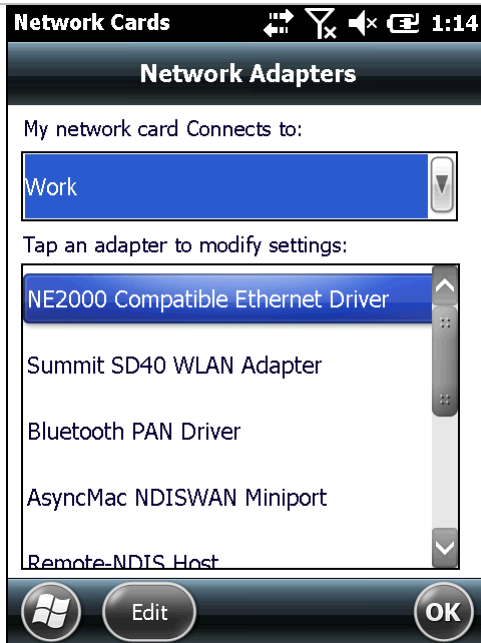 Network Cards 1:14
Network Adapters
My network card Connects to:
Work
Tap an adapter to modify settings:
NE2000 Compatible Ethernet Driver
Summit SD40 WLAN Adapter
Bluetooth PAN Driver
AsyncMac NDISWAN Miniport
Remote-NDIS Host
Edit OK